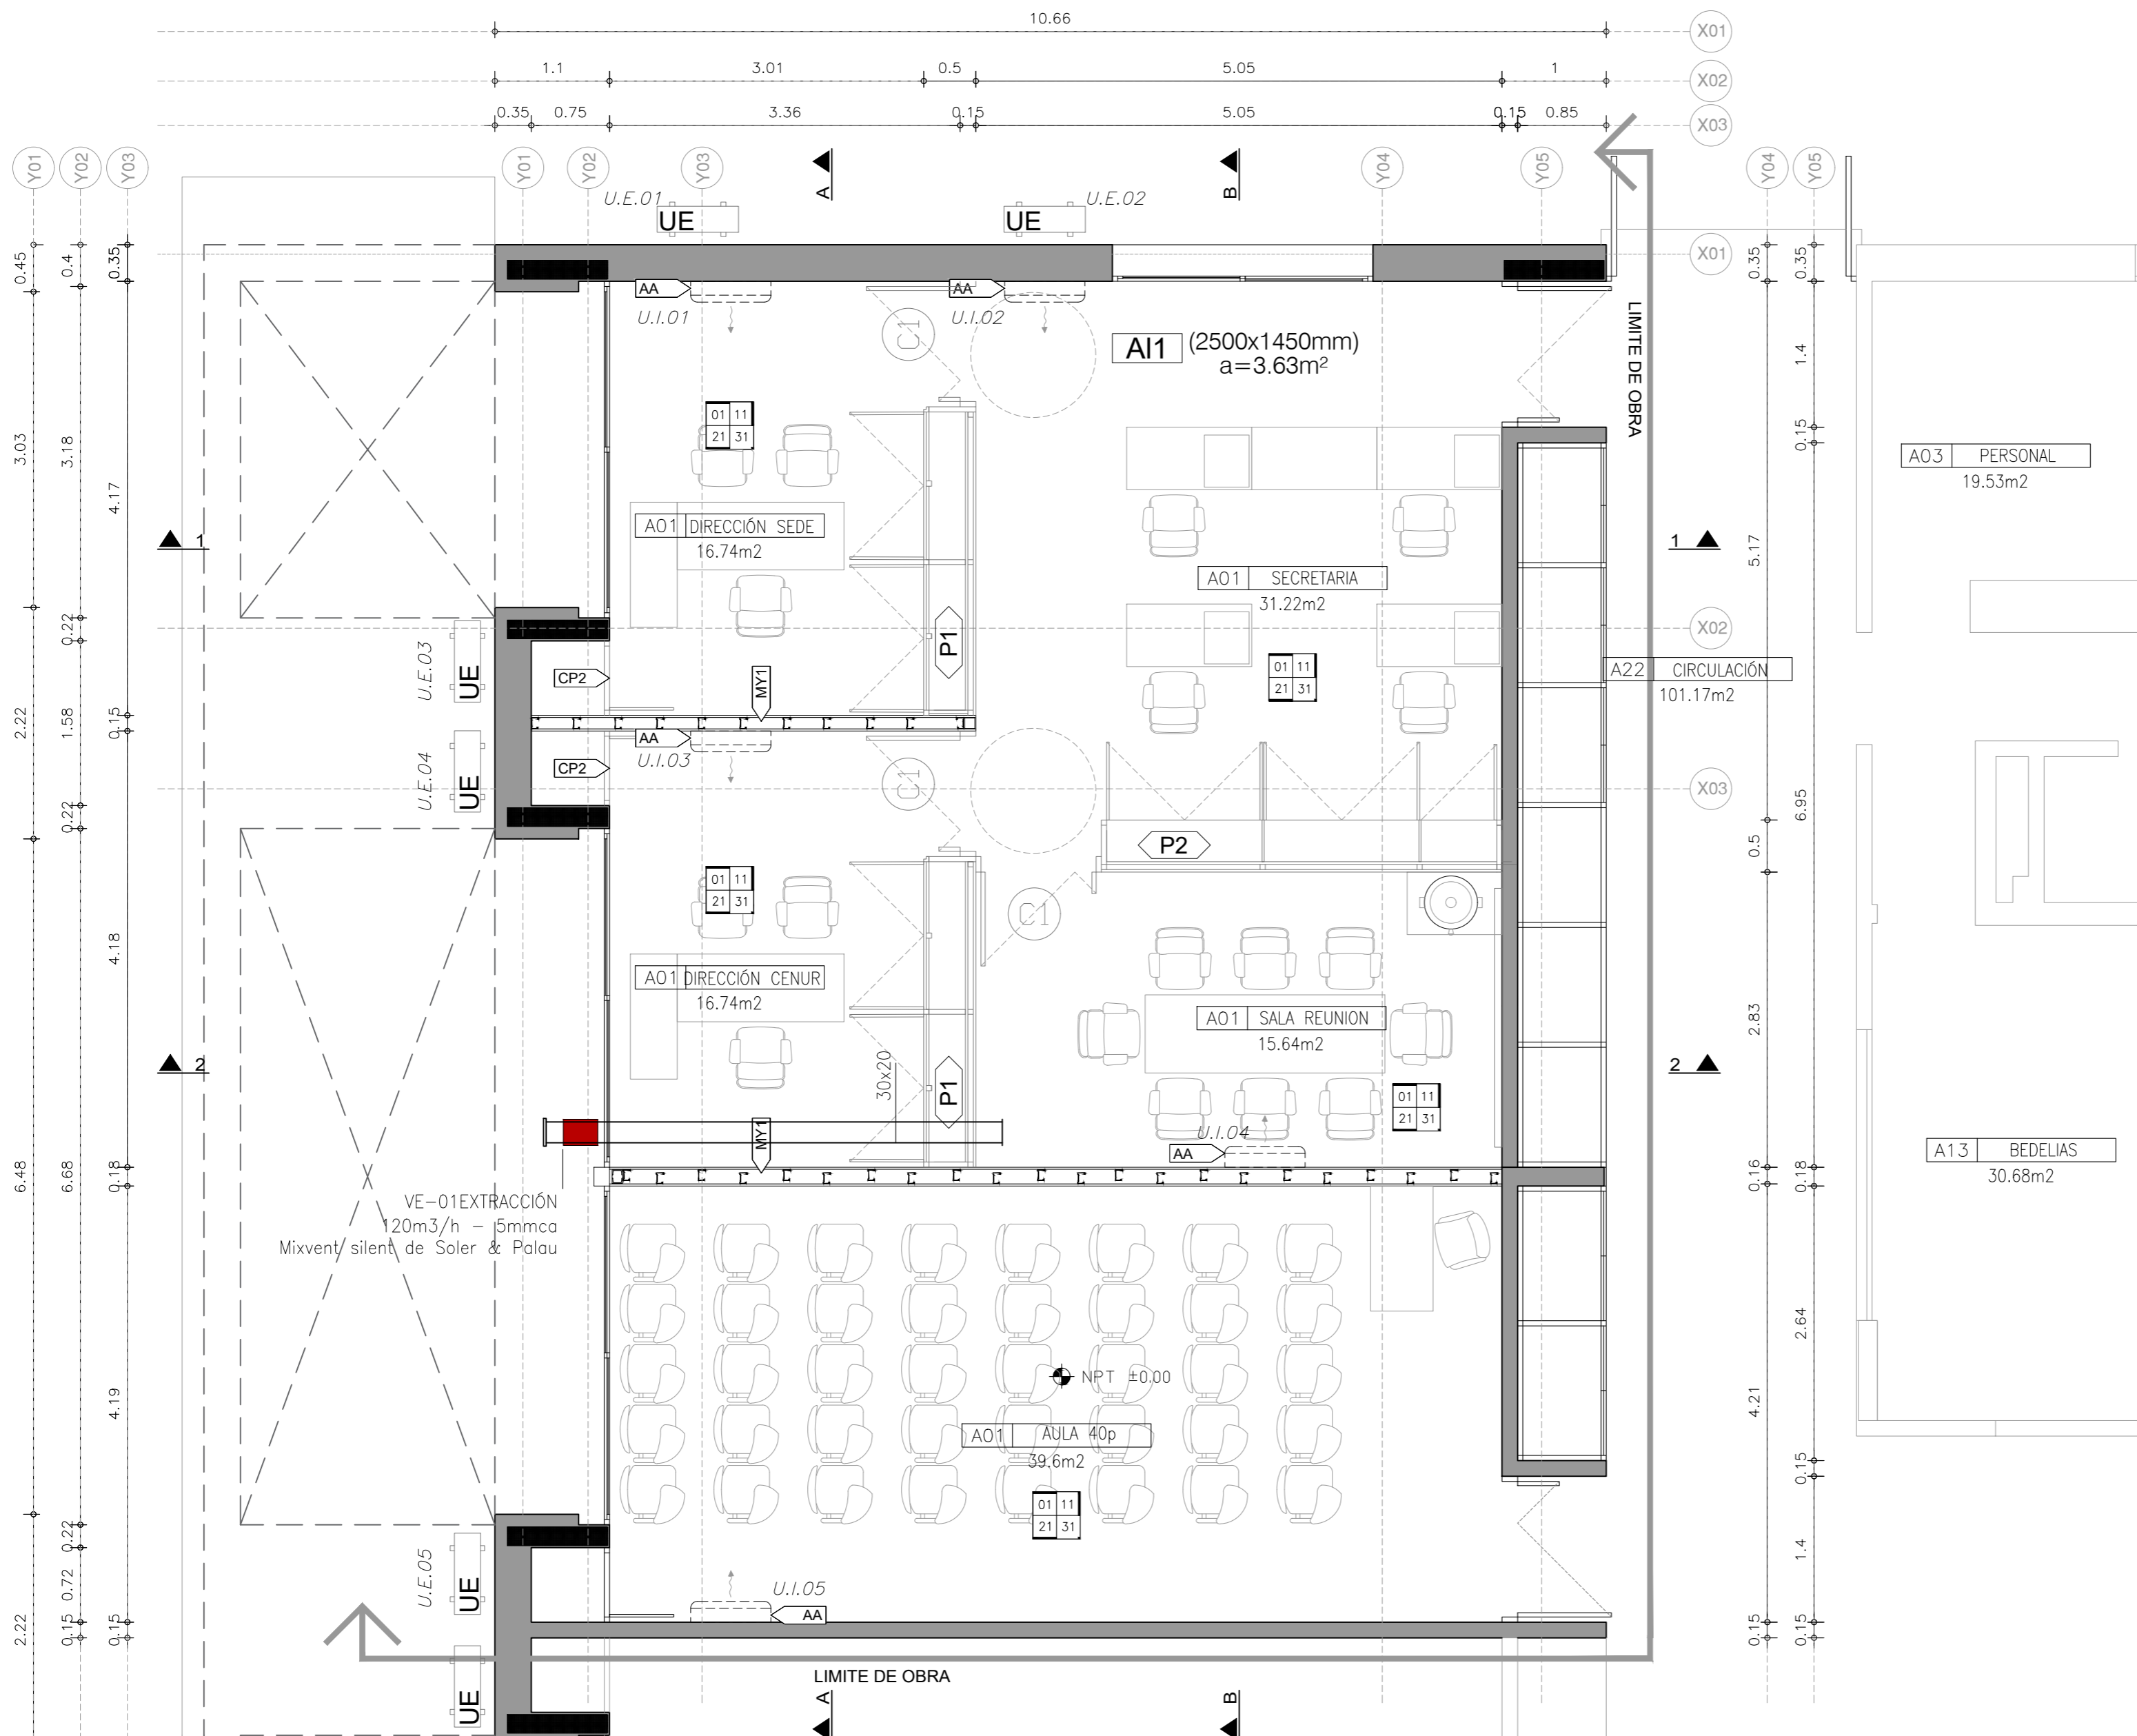 10.66
X01
1.1 3.01 0.5 5.05 1
X02
0.35 0.75 3.36 0.15 5.05 0.15 0.85
X03
Y01 Y02 Y03
Y01 Y02 Y03
A
B
Y04 Y05
Y04 Y05
U.E.01
UE
UE
U.E.02
X01
0.45 0.4 0.35
0.35 0.35
AA
U.I.01
AA
U.I.02
C1
AI1 (2500x1450mm)
a=3.63m²
LIMITE DE OBRA
1.4
01 11
21 31
3.03 3.18 4.17
0.15
A03 PERSONAL
19.53m2
A01 DIRECCIÓN SEDE
16.74m2
1
1
5.17
A01 SECRETARIA
31.22m2
0.22
P1
X02
U.E.03
UE
CP2
MY1
01 11
21 31
A22 CIRCULACIÓN
101.17m2
2.22 1.58 0.15
AA
U.I.03
U.E.04
UE
CP2
C1
X03
0.22
6.95
0.5
P2
01 11
21 31
C1
4.18
A01 DIRECCIÓN CENUR
16.74m2
A01 SALA REUNION
15.64m2
2.83
2
2
30x20
P1
01 11
21 31
MY1
U.I.04
AA
A13 BEDELIAS
30.68m2
6.48 6.68 0.18
0.16 0.18
VE-01EXTRACCIÓN
120m3/h - 5mmca
Mixvent silent de Soler & Palau
2.64
NPT ±0.00
4.19
4.21
A01 AULA 40p
39.6m2
0.15
01 11
21 31
0.22
U.E.05
UE
0.72
1.4
U.I.05
AA
2.22 0.15 0.15
0.15 0.15
UE
LIMITE DE OBRA
A
B